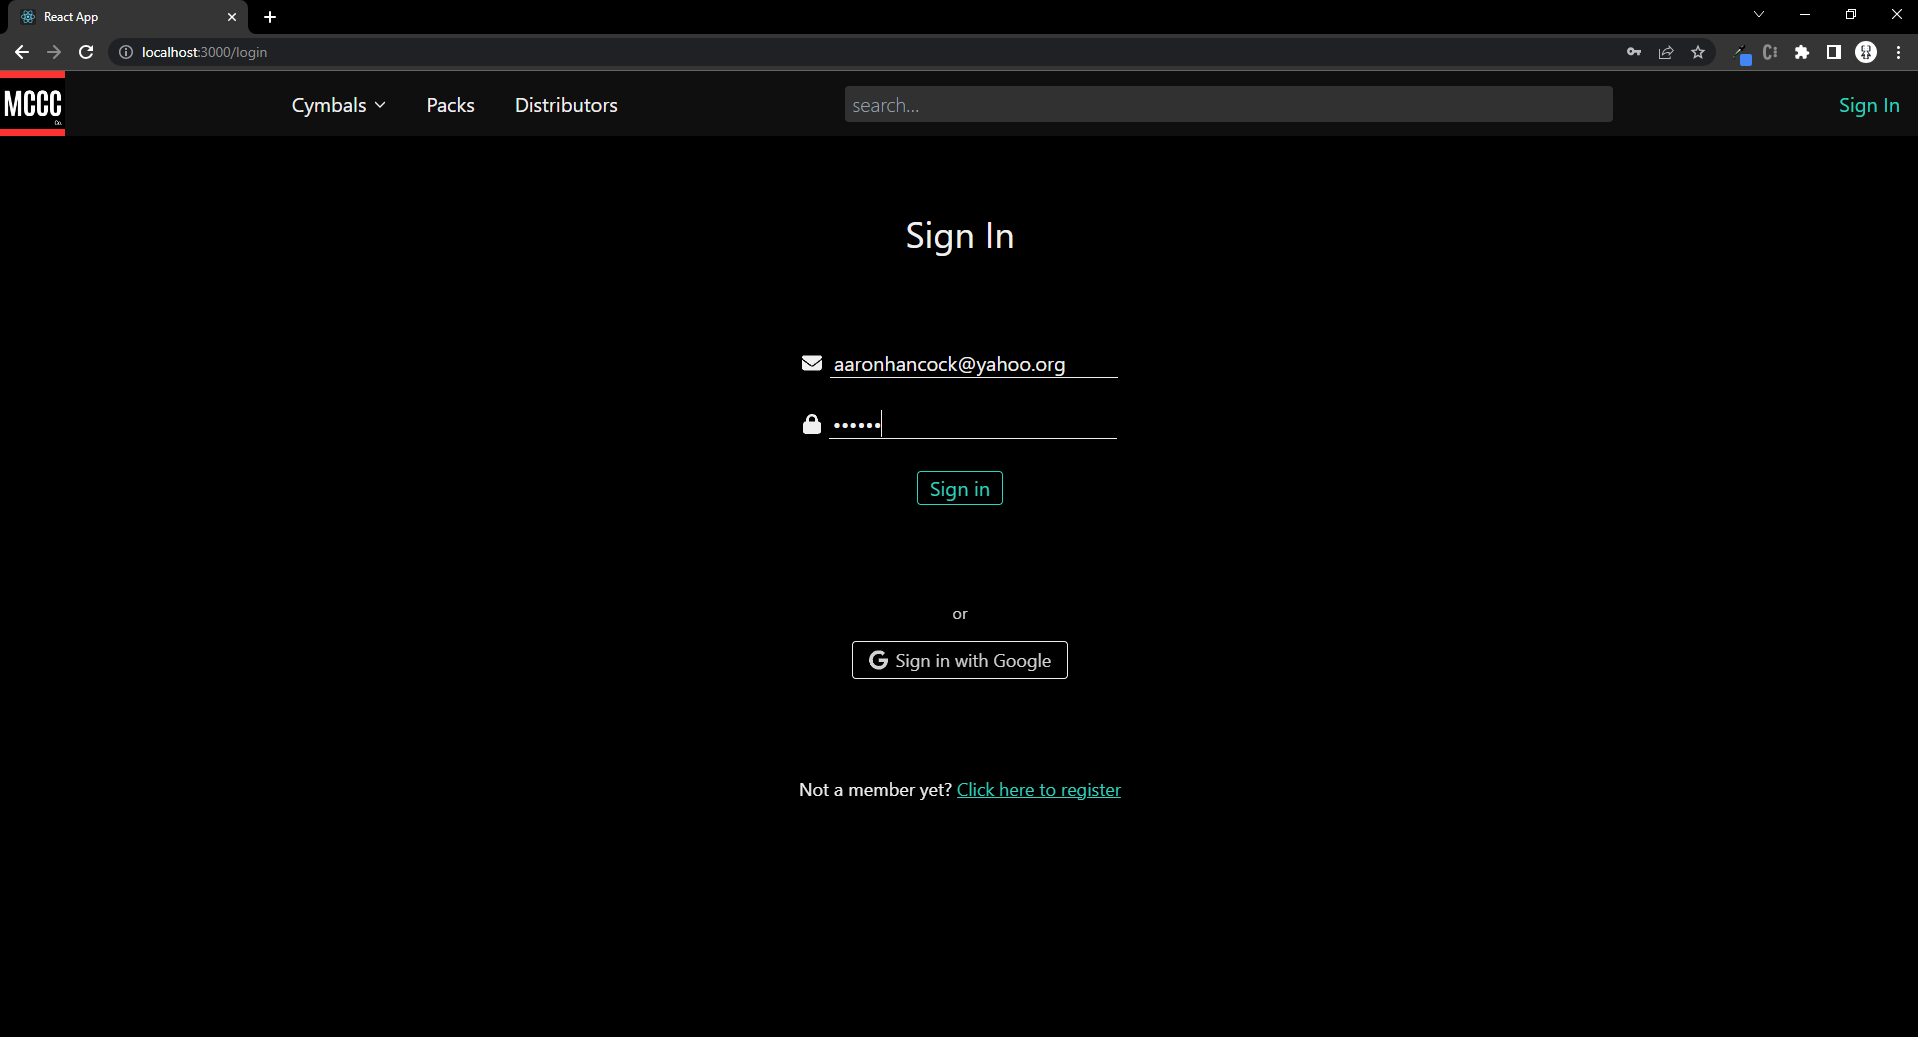 React App
localhost:3000/login
MCCC
Co.
Cymbals
Packs
Distributors
search...
Sign In
Sign In
aaronhancock@yahoo.org
••••••
Sign in
or
Sign in with Google
Not a member yet? Click here to register